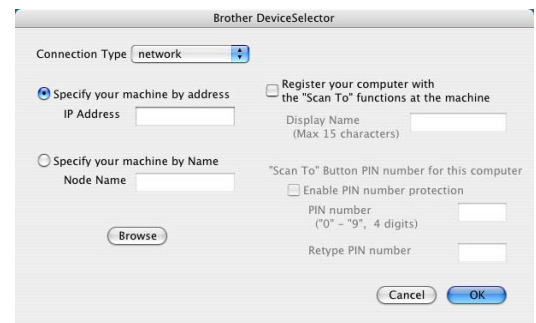 Brother DeviceSelector
Connection Type network
Specify your machine by address
IP Address
Specify your machine by Name
Node Name
Browse
Register your computer with
the "Scan To" functions at the machine
Display Name
(Max 15 characters)
"Scan To" Button PIN number for this computer
Enable PIN number protection
PIN number
("0" – "9", 4 digits)
Retype PIN number
Cancel OK